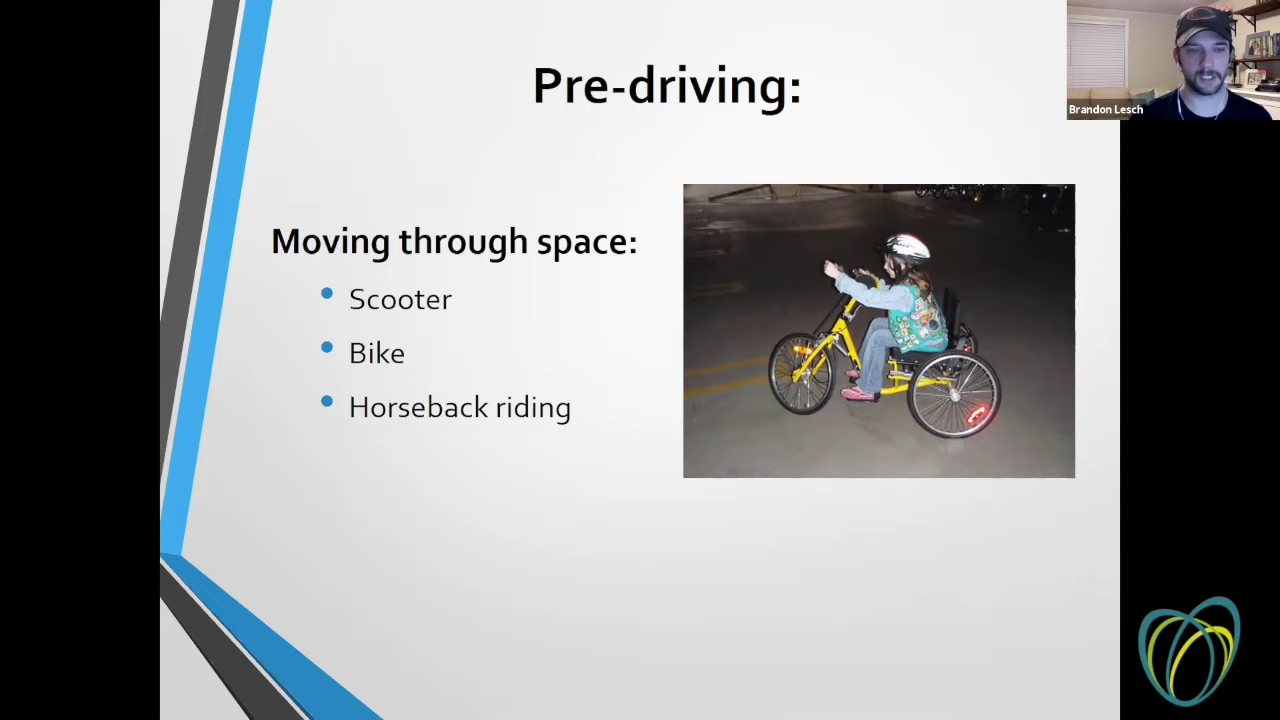 Pre-driving:
Brandon Lesch
Moving through space:
Scooter
Bike
Horseback riding